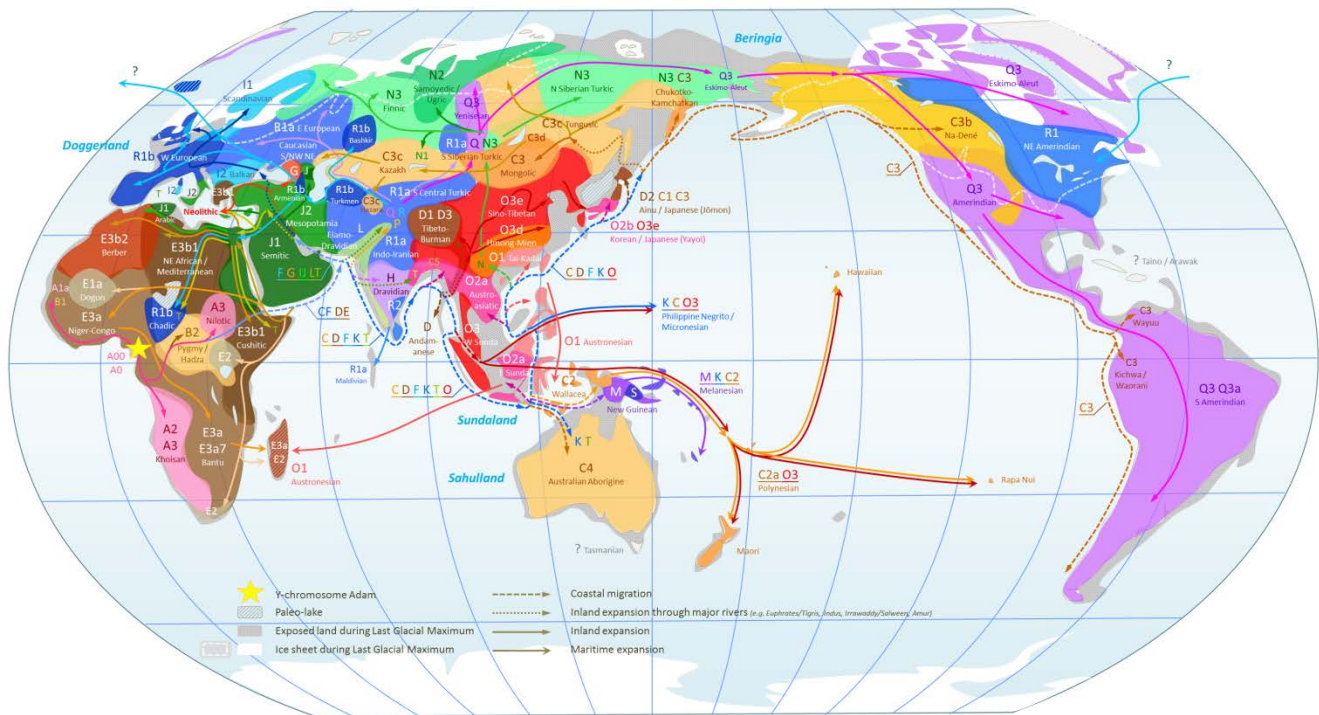 Beringia
?
I1
Scandinavian
N2
Samoyedic /
Ugric
N3
Finnic
N3
N Siberian Turkic
N3 C3
Chukotko-
Kamchatkan
Q3
Eskimo-Aleut
Q3
Eskimo-Aleut
?
Q3
Yeniseian
R1a E European
Caucasian
S/NW NE
R1b
Bashkir
N1
R1a Q N3
S Siberian Turkic
C3c Tungusic
C3d
C3
Mongolic
C3c
Kazakh
C3b
Na-Dené
R1
NE Amerindian
Doggerland
R1b
W European
I2 Balkan
T
I2
J2
E3b1
G
J
R1b
Armenian
R1b
Turkmen
C3c
Hazara
R1a S Central Turkic
Q R
P
C3
Q3
Amerindian
Neolithic
J1
Arabic
J2
Mesopotamia
J1
Semitic
L
Elamo-
Dravidian
R1a
Indo-Iranian
D1 D3
Tibeto-
Burman
O3e
Sino-Tibetan
O3d
Hmong-Mien
O1 Tai-Kadai
N
D2 C1 C3
Ainu / Japanese (Jōmon)
O2b O3e
Korean / Japanese (Yayoi)
E3b2
Berber
E3b1
NE African /
Mediterranean
F G IJ LT
H
Dravidian
T
C5
R2
C D F K O
O2a
Austro-
asiatic
Hawaiian
? Taino / Arawak
A1a
B1
E1a
Dogon
E3a
Niger-Congo
R1b
Chadic
T
A3
Nilotic
E3b1
Cushitic
T
CF DE
C D F K T
D
Andam-
anese
O3
W Sunda
K C O3
Philippine Negrito /
Micronesian
O1 Austronesian
C3
Wayuu
B2
Pygmy /
Hadza
E2
A00
A0
R1a
Maldivian
C D F K T O
O2a
Sunda
C2
Wallacea
M S
New Guinean
M K C2
Melanesian
C3
Kichwa /
Waorani
Q3 Q3a
S Amerindian
C3
Sundaland
A2
A3
Khoisan
E3a
E3a7
Bantu
E3a
E2
O1
Austronesian
K T
Sahulland
C4
Australian Aborigine
C2a O3
Polynesian
Rapa Nui
E2
? Tasmanian
Maori
Y-chromosome Adam
Paleo-lake
Exposed land during Last Glacial Maximum
Ice sheet during Last Glacial Maximum
Coastal migration
Inland expansion through major rivers (e.g. Euphrates/Tigris, Indus, Irrawaddy/Salween, Amur)
Inland expansion
Maritime expansion